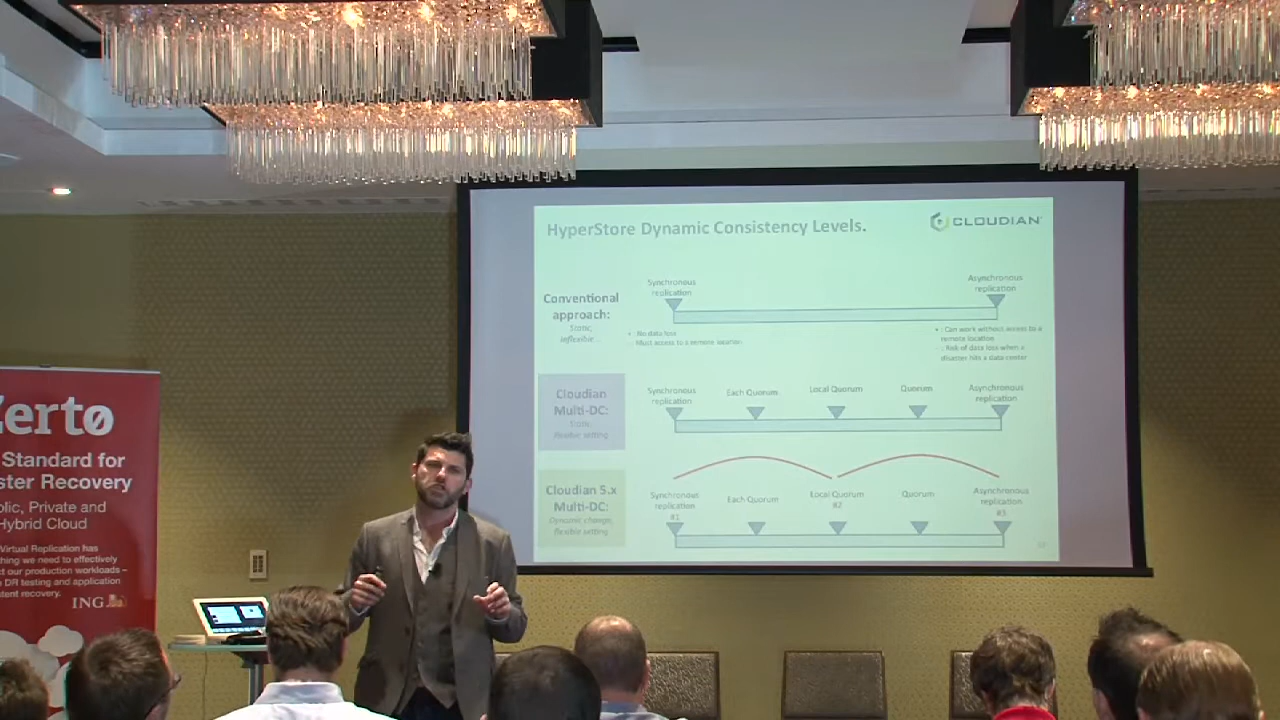 HyperStore Dynamic Consistency Levels.
CLOUDIAN
Conventional
approach:
Static,
inflexible
Synchronous
replication
Asynchronous
replication
No data loss
Must access to a remote location
Can work without access to a
remote location
Risk of data loss when a
disaster hits a data center
Cloudian
Multi-DC:
Static,
flexible setting
Synchronous
replication
Each Quorum
Local Quorum
Quorum
Asynchronous
replication
Cloudian 5.x
Multi-DC:
Dynamic change,
flexible setting
Synchronous
replication
#1
Each Quorum
Local Quorum
#2
Quorum
Asynchronous
replication
#3
Zerto
Standard for
ster Recovery
blic, Private and
Hybrid Cloud
Virtual Replication has
thing we need to effectively
ct our production workloads –
DR testing and application
stent recovery.
ING